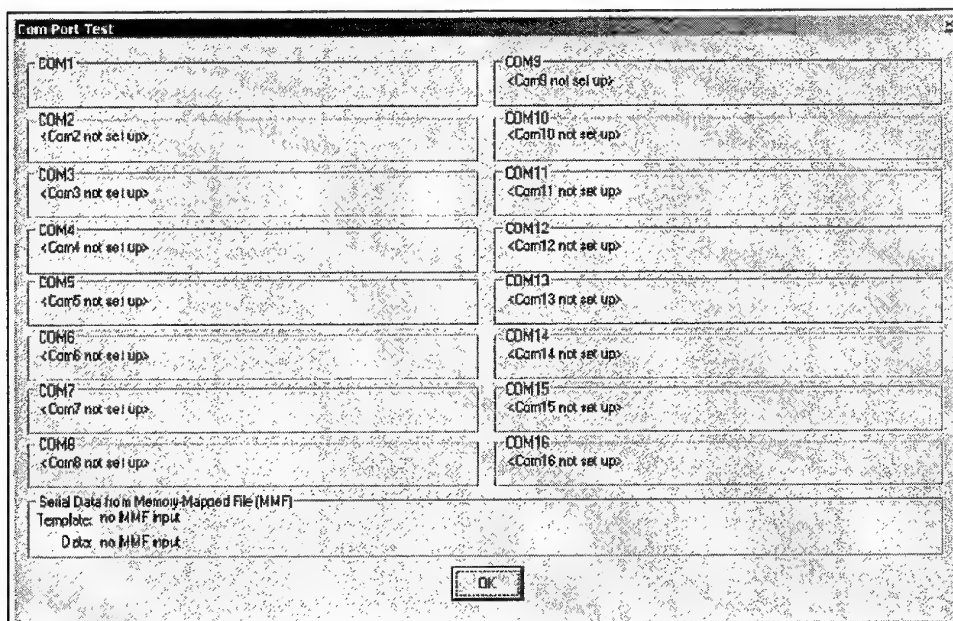 Com Port Test
COM1
COM2
<Com2 not set up>
COM3
<Com3 not set up>
COM4
<Com4 not set up>
COM5
<Com5 not set up>
COM6
<Com6 not set up>
COM7
<Com7 not set up>
COM8
<Com8 not set up>
COM9
<Com9 not set up>
COM10
<Com10 not set up>
COM11
<Com11 not set up>
COM12
<Com12 not set up>
COM13
<Com13 not set up>
COM14
<Com14 not set up>
COM15
<Com15 not set up>
COM16
<Com16 not set up>
Serial Data from Memory-Mapped File (MMF)
Template: no MMF input
Data: no MMF input
OK